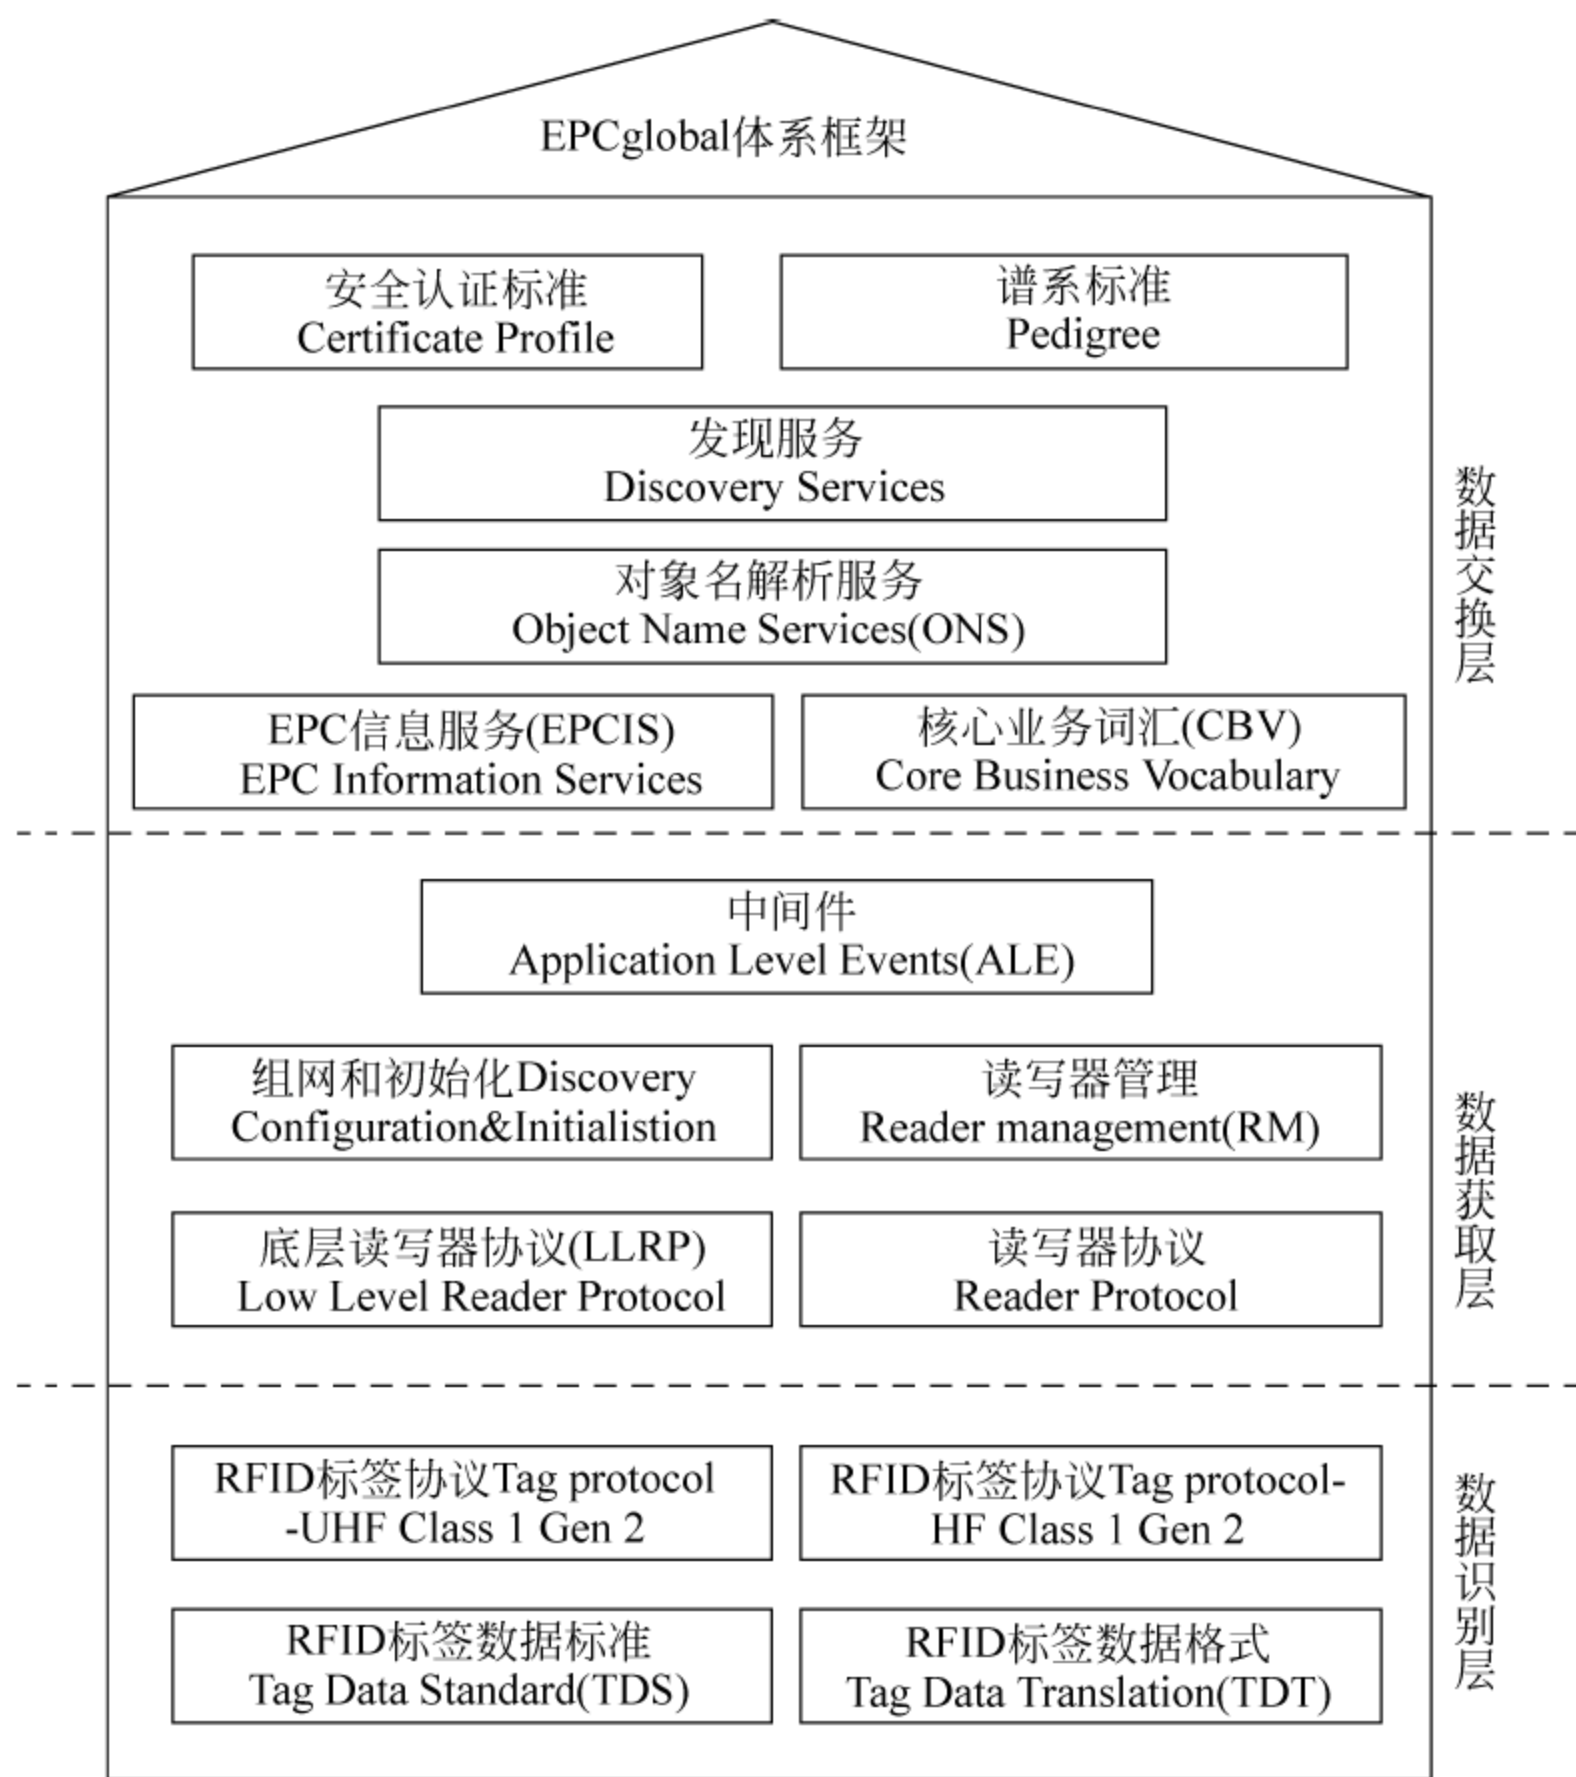 EPCglobal体系框架
安全认证标准
Certificate Profile
谱系标准
Pedigree
发现服务
Discovery Services
对象名解析服务
Object Name Services(ONS)
EPC信息服务(EPCIS)
EPC Information Services
核心业务词汇(CBV)
Core Business Vocabulary
数据交换层
中间件
Application Level Events(ALE)
组网和初始化Discovery
Configuration&Initialistion
读写器管理
Reader management(RM)
底层读写器协议(LLRP)
Low Level Reader Protocol
读写器协议
Reader Protocol
数据获取层
RFID标签协议Tag protocol
-UHF Class 1 Gen 2
RFID标签协议Tag protocol-
HF Class 1 Gen 2
RFID标签数据标准
Tag Data Standard(TDS)
RFID标签数据格式
Tag Data Translation(TDT)
数据识别层